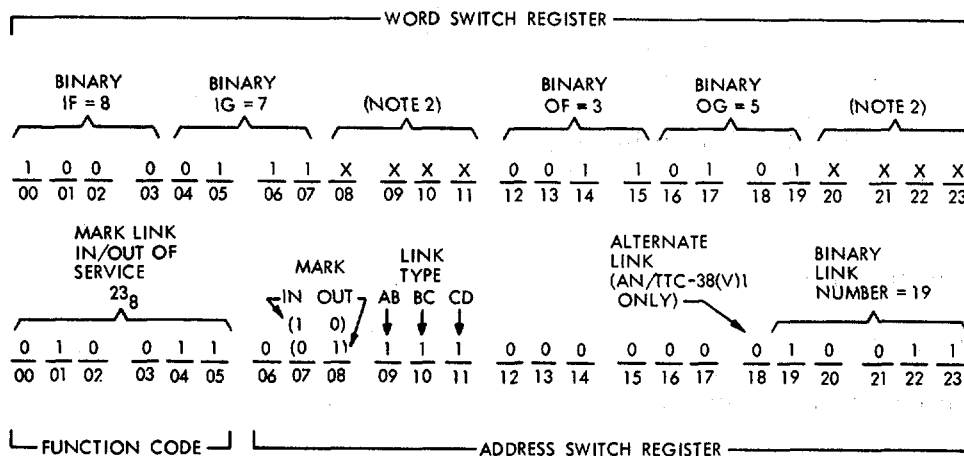 WORD SWITCH REGISTER
BINARY IF = 8 BINARY IG = 7 (NOTE 2) BINARY OF = 3 BINARY OG = 5 (NOTE 2)
1 0 0 0 0 1 1 1 X X X X 0 0 1 1 0 1 0 1 X X X X
00 01 02 03 04 05 06 07 08 09 10 11 12 13 14 15 16 17 18 19 20 21 22 23
MARK LINK
IN/OUT OF
SERVICE
23₈
MARK
IN OUT
(1 0)
(0 1)
LINK
TYPE
AB BC CD
ALTERNATE
LINK
(AN/TTC-38(V)1
ONLY)
BINARY
LINK
NUMBER = 19
0 1 0 0 1 1 0 1 1 1 0 0 0 0 0 0 0 1 0 0 1 1
00 01 02 03 04 05 06 07 08 09 10 11 12 13 14 15 16 17 18 19 20 21 22 23
FUNCTION CODE ADDRESS SWITCH REGISTER